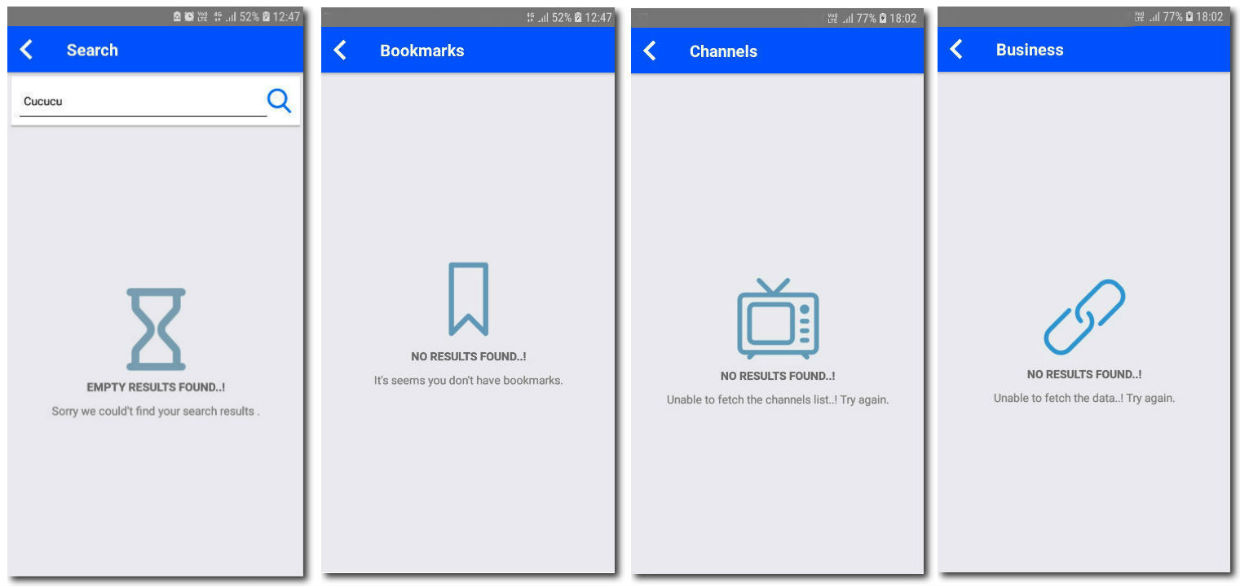 52% 12:47
Search
Cucucu
EMPTY RESULTS FOUND..!
Sorry we could't find your search results .
52% 12:47
Bookmarks
NO RESULTS FOUND..!
It's seems you don't have bookmarks.
77% 18:02
Channels
NO RESULTS FOUND..!
Unable to fetch the channels list..! Try again.
77% 18:02
Business
NO RESULTS FOUND..!
Unable to fetch the data..! Try again.